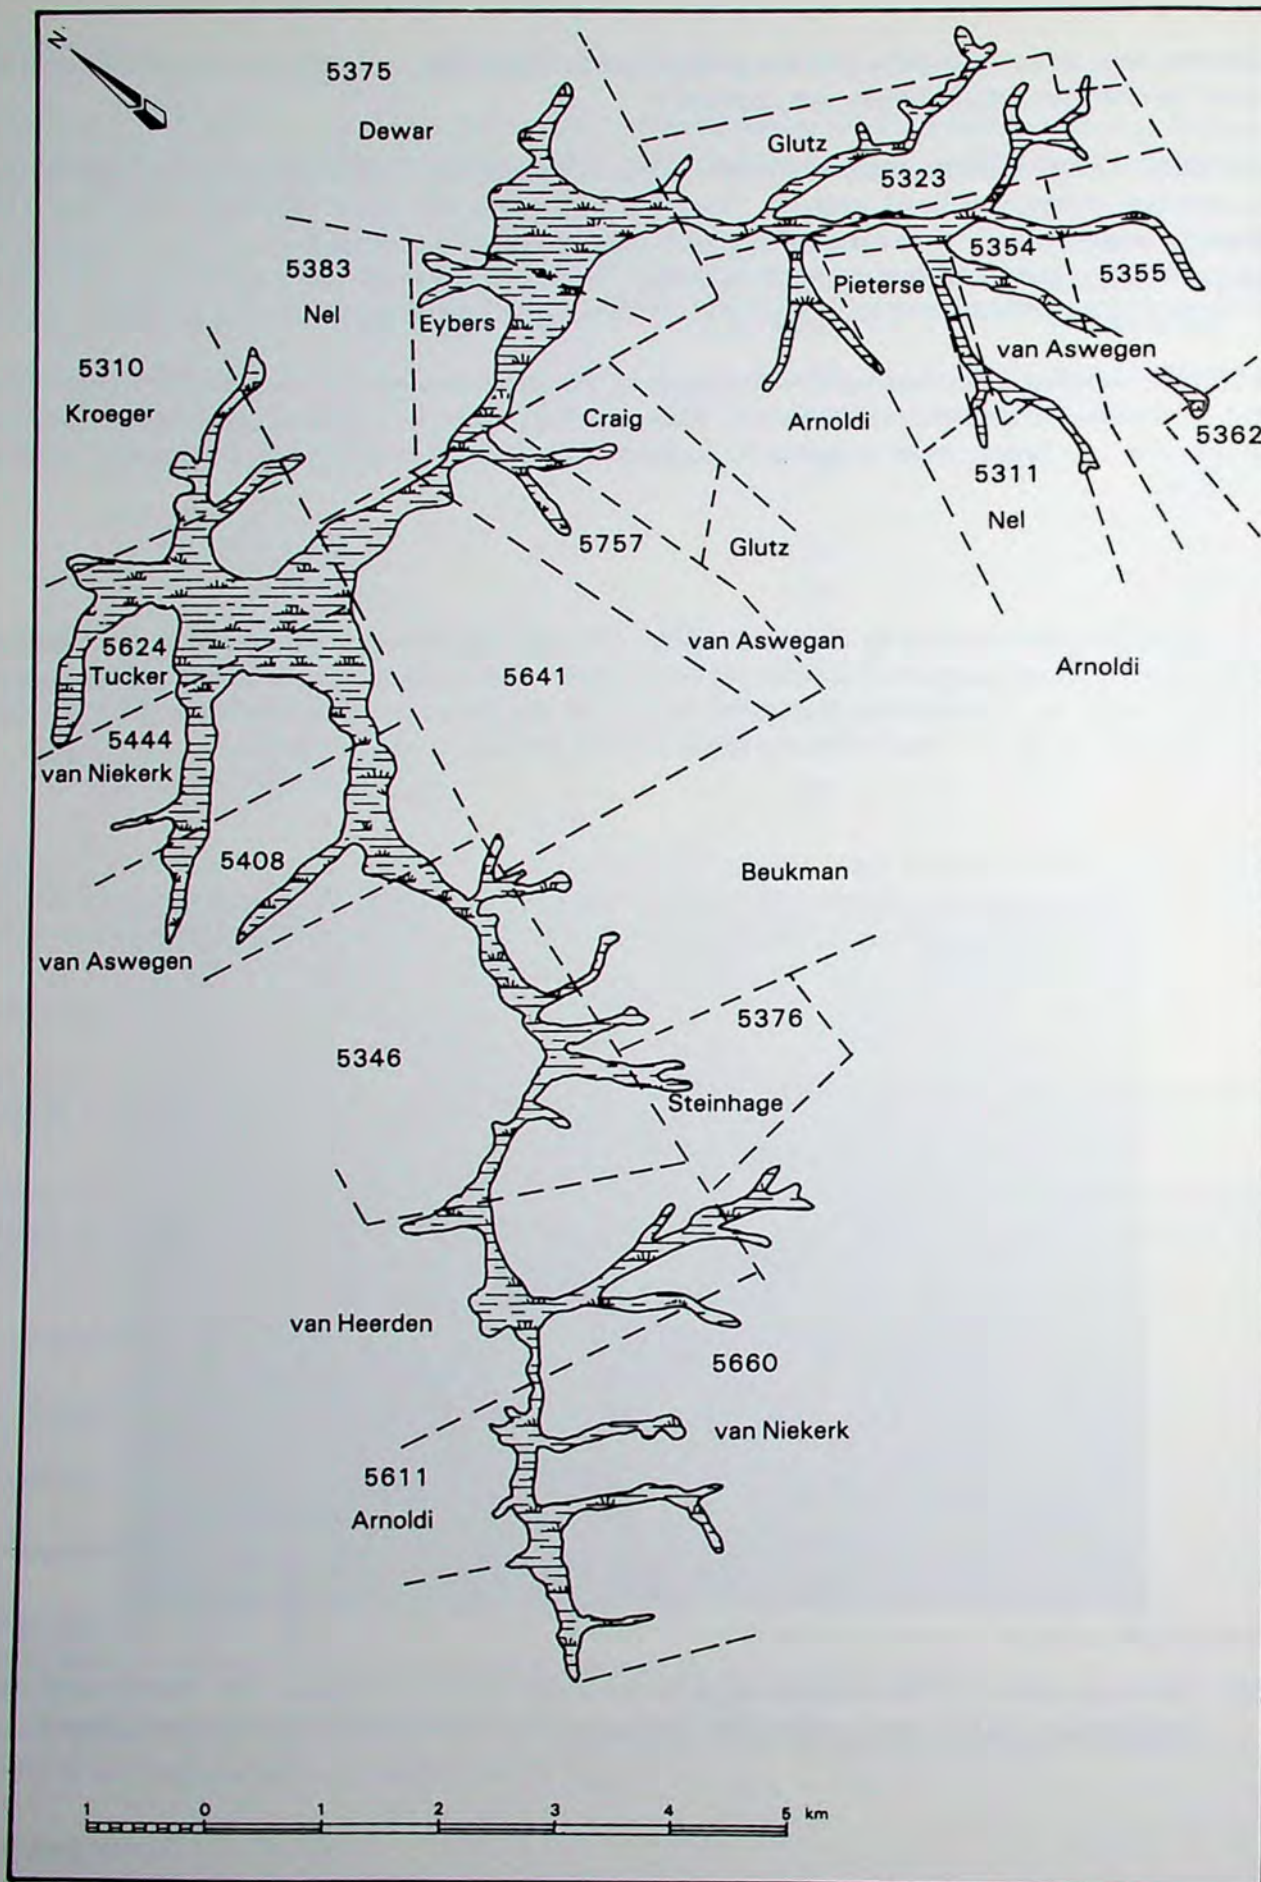 N.
5375
Dewar
Glutz
5323
5383
Nel
Eybers
5354
5355
Pieterse
van Aswegen
5310
Kroeger
Craig
Arnoldi
5362
5311
Nel
5757
Glutz
5624
Tucker
van Aswegan
5641
Arnoldi
5444
van Niekerk
5408
Beukman
van Aswegen
5376
5346
Steinhage
van Heerden
5660
van Niekerk
5611
Arnoldi
1 0 1 2 3 4 5 km